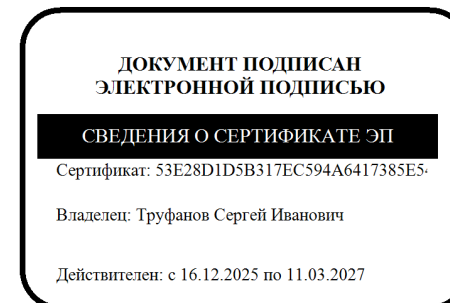 ДОКУМЕНТ ПОДПИСАН
ЭЛЕКТРОННОЙ ПОДПИСЬЮ
СВЕДЕНИЯ О СЕРТИФИКАТЕ ЭП
Сертификат: 53E28D1D5B317EC594A6417385E5
Владелец: Труфанов Сергей Иванович
Действителен: с 16.12.2025 по 11.03.2027